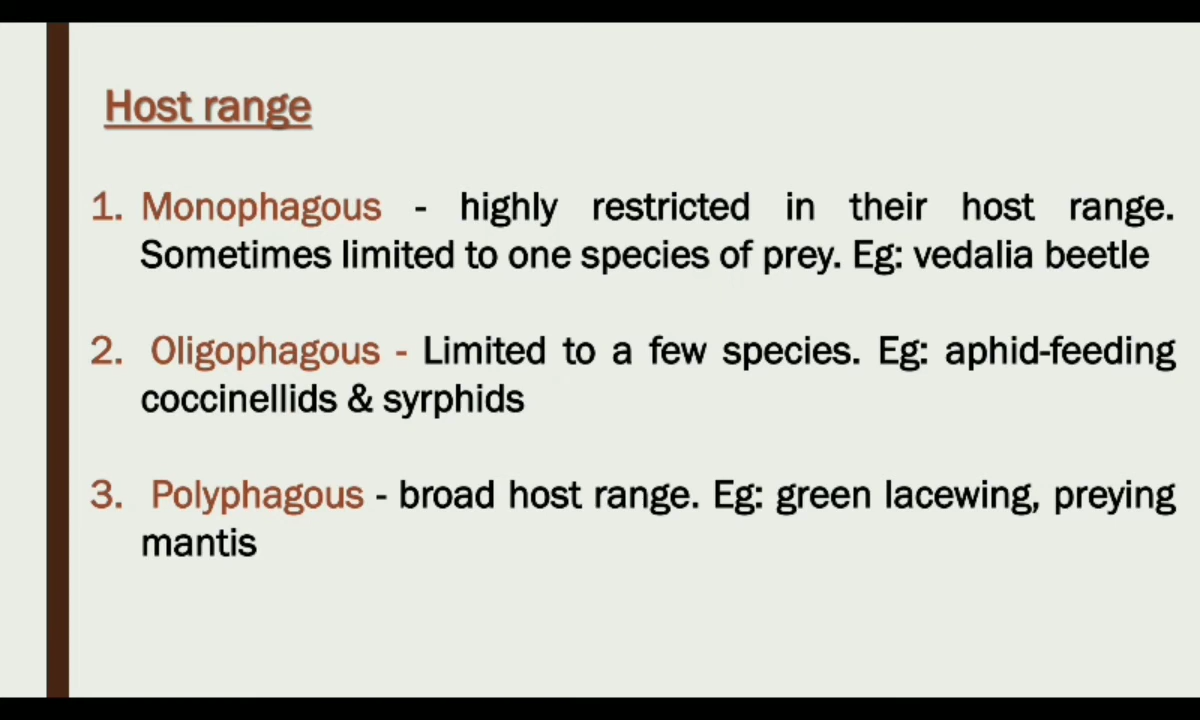 Host range
1. Monophagous - highly restricted in their host range.
Sometimes limited to one species of prey. Eg: vedalia beetle
2. Oligophagous - Limited to a few species. Eg: aphid-feeding
coccinellids & syrphids
3. Polyphagous - broad host range. Eg: green lacewing, preying
mantis